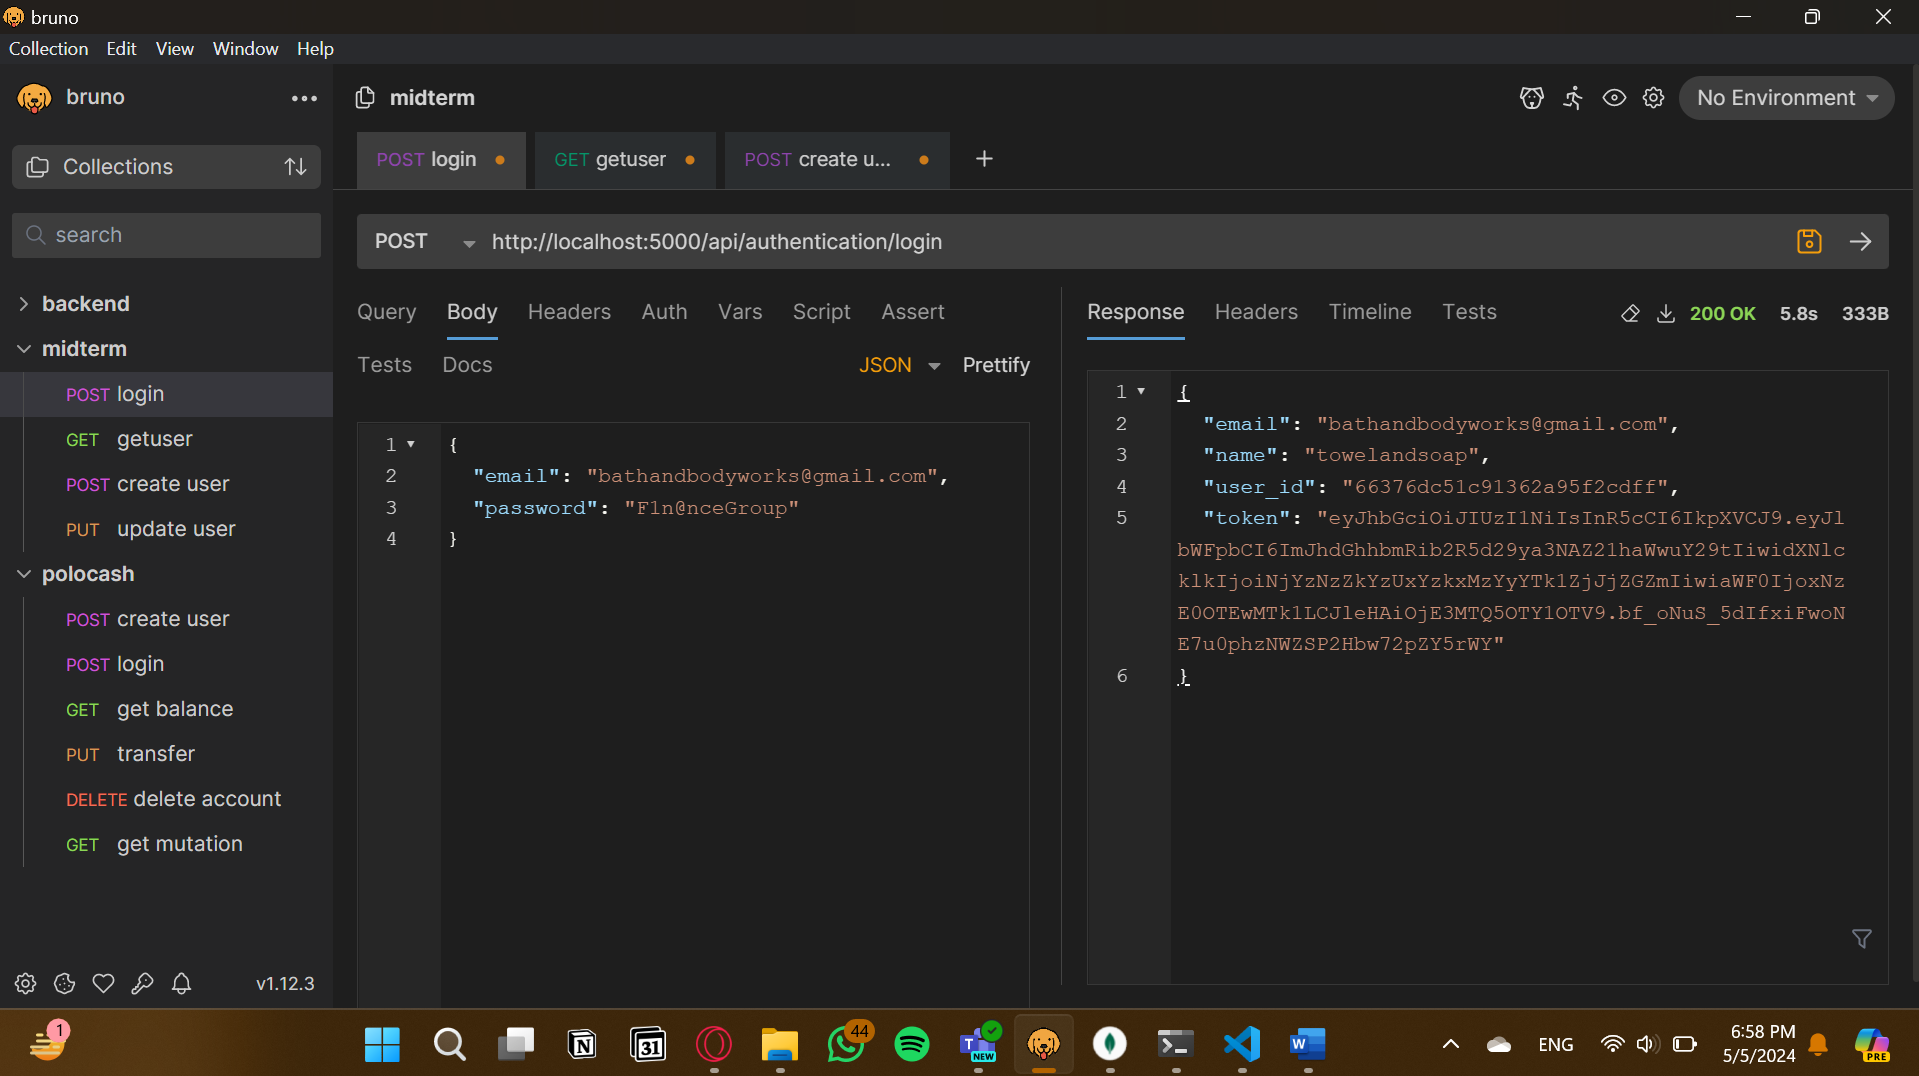 bruno
Collection Edit View Window Help
bruno
midterm
No Environment
Collections
POST login
GET getuser
POST create u...
search
POST http://localhost:5000/api/authentication/login
backend
midterm
POST login
GET getuser
POST create user
PUT update user
polocash
POST create user
POST login
GET get balance
PUT transfer
DELETE delete account
GET get mutation
v1.12.3
Query Body Headers Auth Vars Script Assert
Tests Docs JSON Prettify
1 {
2 "email": "bathandbodyworks@gmail.com",
3 "password": "F1n@nceGroup"
4 }
Response Headers Timeline Tests 200 OK 5.8s 333B
1 {
2 "email": "bathandbodyworks@gmail.com",
3 "name": "towelandsoap",
4 "user_id": "66376dc51c91362a95f2cdff",
5 "token": "eyJhbGciOiJIUzI1NiIsInR5cCI6IkpXVCJ9.eyJl
bWFpbCI6ImJhdGhhbmRib2R5d29ya3NAZ21haWwuY29tIiwidXNlc
klkIjoiNjYzNzZkYzUxYzkxMzYyYTk1ZjJjZGZmIiwiaWF0IjoxNz
E0OTEwMTk1LCJleHAiOjE3MTQ5OTY1OTV9.bf_oNuS_5dIfxiFwoN
E7u0phzNWZSP2Hbw72pZY5rWY"
6 }
1
N
31
44
T
NEW
W
ENG
6:58 PM
5/5/2024
PRE